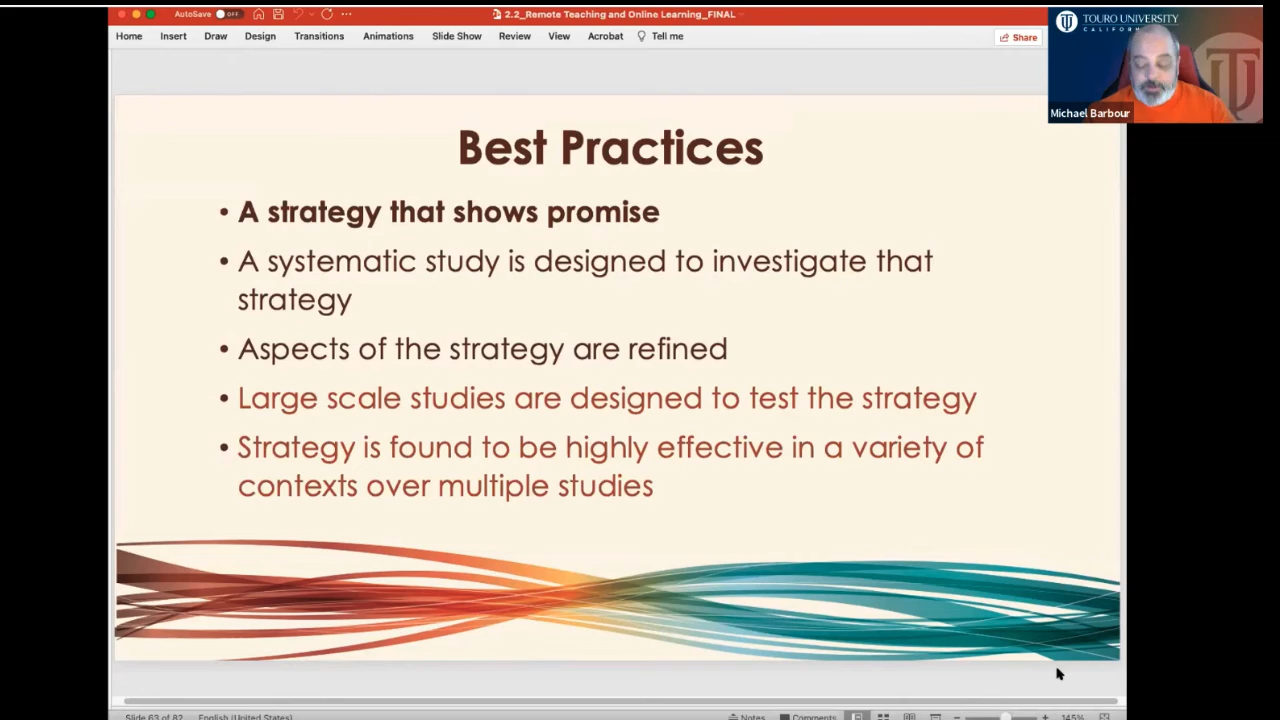 AutoSave OFF 2.2_Remote Teaching and Online Learning_FINAL
Home Insert Draw Design Transitions Animations Slide Show Review View Acrobat Tell me Share
TOURO UNIVERSITY
CALIFORNIA
Michael Barbour
Best Practices
• A strategy that shows promise
• A systematic study is designed to investigate that
strategy
• Aspects of the strategy are refined
• Large scale studies are designed to test the strategy
• Strategy is found to be highly effective in a variety of
contexts over multiple studies
Slide 63 of 82 English (United States) Notes Comments 145%